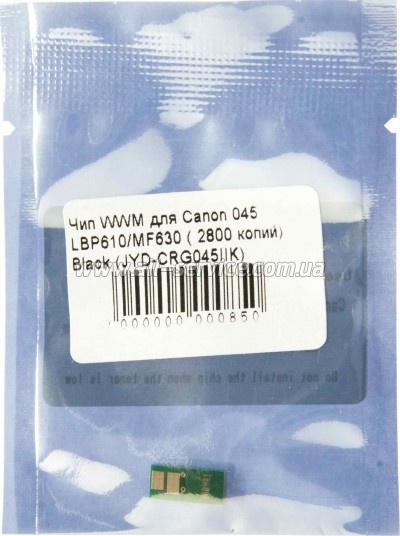 Чип WWM для Canon 045
LBP610/MF630 ( 2800 копий)
Black (JYD-CRG045IIK)
000000 000850
Do not install the chip when the toner is low